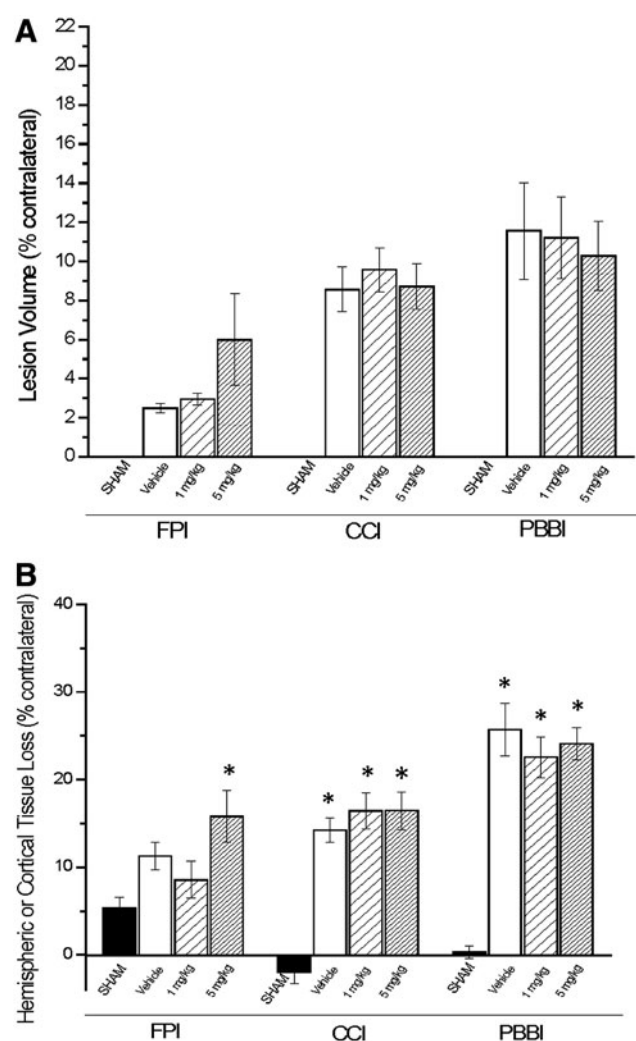 A
Lesion Volume (% contralateral)
22
20
18
16
14
12
10
8
6
4
2
0
SHAM Vehicle 1 mg/kg 5 mg/kg SHAM Vehicle 1 mg/kg 5 mg/kg SHAM Vehicle 1 mg/kg 5 mg/kg
FPI CCI PBBI
B
Hemispheric or Cortical Tissue Loss (% contralateral)
40
30
20
10
0
* * * * * * *
SHAM Vehicle 1 mg/kg 5 mg/kg SHAM Vehicle 1 mg/kg 5 mg/kg SHAM Vehicle 1 mg/kg 5 mg/kg
FPI CCI PBBI